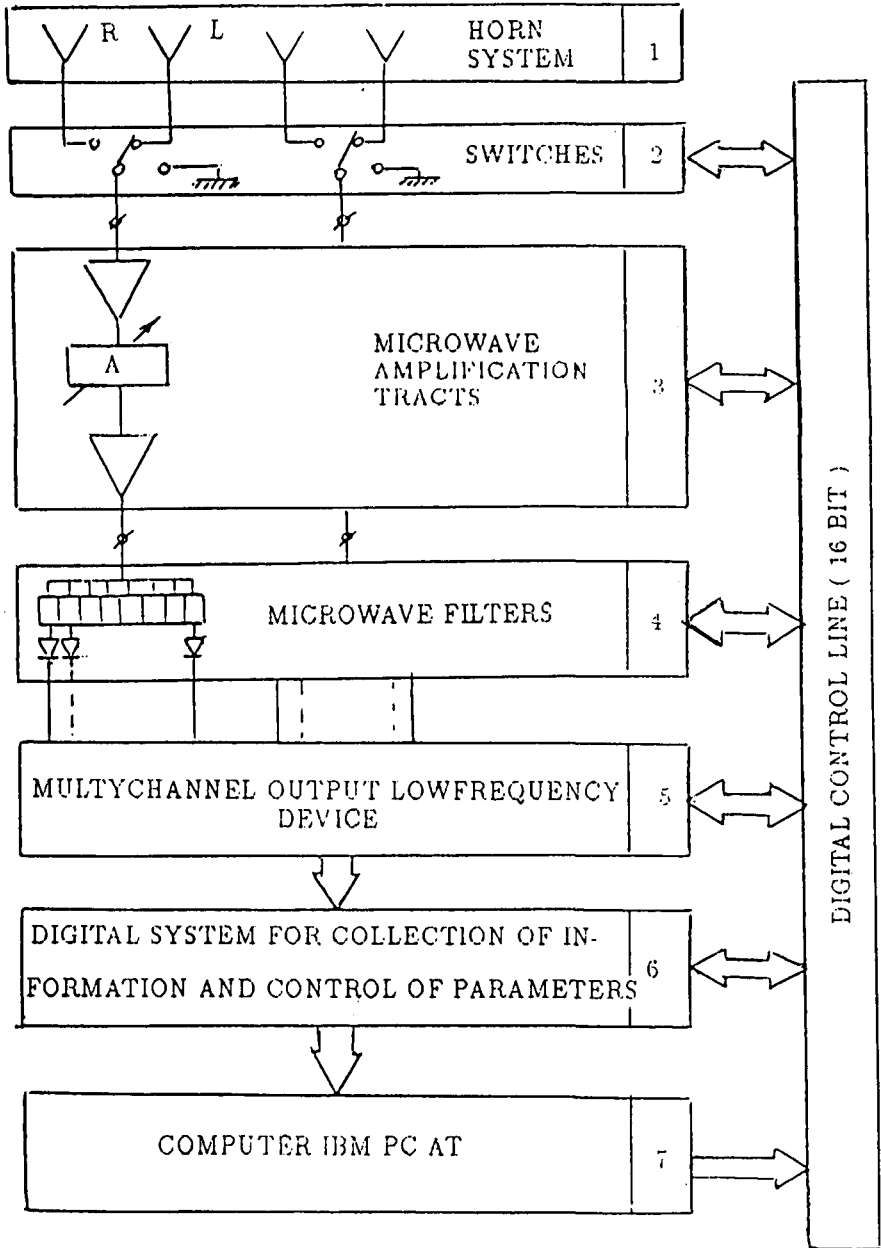 R L HORN
SYSTEM 1
SWITCHES 2
A
MICROWAVE
AMPLIFICATION
TRACTS
3
MICROWAVE FILTERS 4
MULTYCHANNEL OUTPUT LOWFREQUENCY
DEVICE
5
DIGITAL SYSTEM FOR COLLECTION OF IN-
FORMATION AND CONTROL OF PARAMETERS
6
COMPUTER IBM PC AT 7
DIGITAL CONTROL LINE ( 16 BIT )